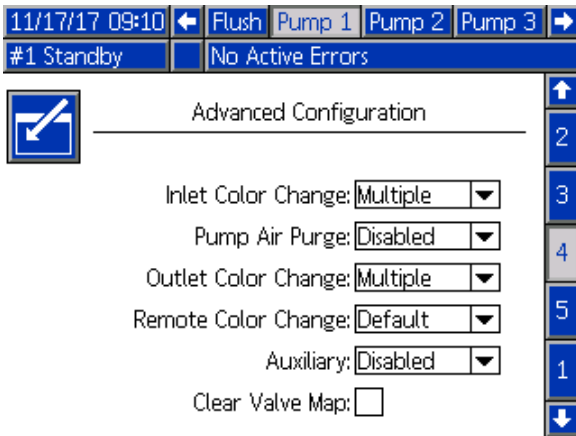 11/17/17 09:10 Flush Pump 1 Pump 2 Pump 3
#1 Standby No Active Errors
Advanced Configuration
2
Inlet Color Change: Multiple
3
Pump Air Purge: Disabled
4
Outlet Color Change: Multiple
Remote Color Change: Default
5
Auxiliary: Disabled
1
Clear Valve Map: